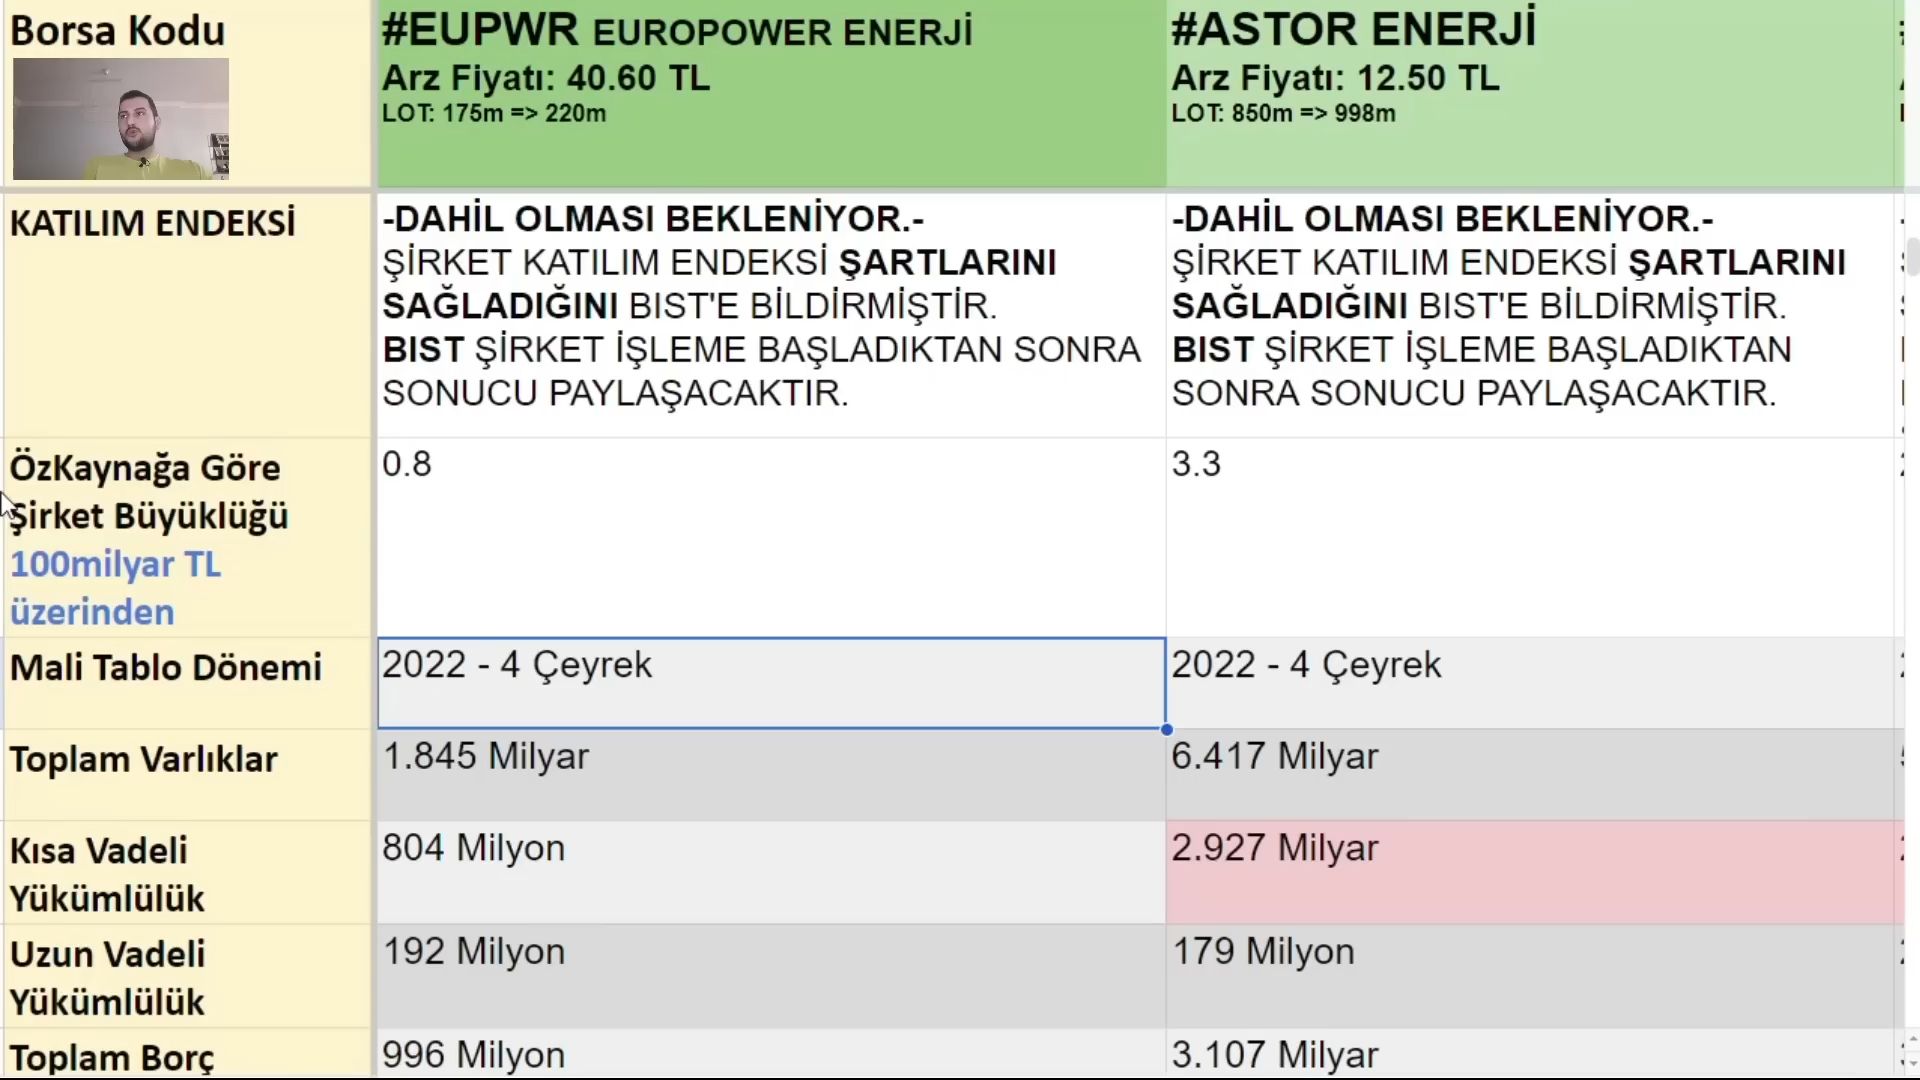 Borsa Kodu
#EUPWR EUROPOWER ENERJİ
Arz Fiyatı: 40.60 TL
LOT: 175m => 220m
#ASTOR ENERJİ
Arz Fiyatı: 12.50 TL
LOT: 850m => 998m
KATILIM ENDEKSİ
-DAHİL OLMASI BEKLENİYOR.-
ŞİRKET KATILIM ENDEKSİ ŞARTLARINI
SAĞLADIĞINI BIST'E BİLDİRMİŞTİR.
BIST ŞİRKET İŞLEME BAŞLADIKTAN SONRA
SONUCU PAYLAŞACAKTIR.
-DAHİL OLMASI BEKLENİYOR.-
ŞİRKET KATILIM ENDEKSİ ŞARTLARINI
SAĞLADIĞINI BIST'E BİLDİRMİŞTİR.
BIST ŞİRKET İŞLEME BAŞLADIKTAN
SONRA SONUCU PAYLAŞACAKTIR.
ÖzKaynağa Göre
Şirket Büyüklüğü
100milyar TL
üzerinden
0.8
3.3
Mali Tablo Dönemi
2022 - 4 Çeyrek
2022 - 4 Çeyrek
Toplam Varlıklar
1.845 Milyar
6.417 Milyar
Kısa Vadeli
Yükümlülük
804 Milyon
2.927 Milyar
Uzun Vadeli
Yükümlülük
192 Milyon
179 Milyon
Toplam Borç
996 Milyon
3.107 Milyar